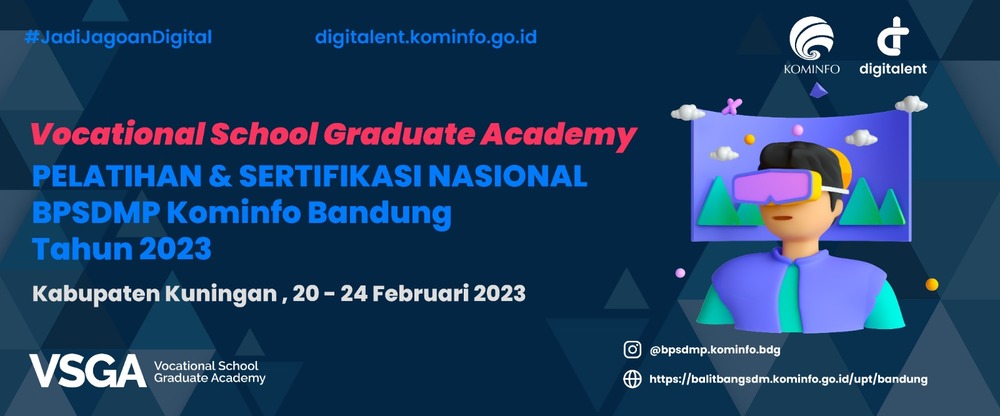 #JadiJagoanDigital
digitalent.kominfo.go.id
KOMINFO
digitalent
Vocational School Graduate Academy
PELATIHAN & SERTIFIKASI NASIONAL
BPSDMP Kominfo Bandung
Tahun 2023
Kabupaten Kuningan , 20 - 24 Februari 2023
VSGA
Vocational School
Graduate Academy
@bpsdmp.kominfo.bdg
https://balitbangsdm.kominfo.go.id/upt/bandung